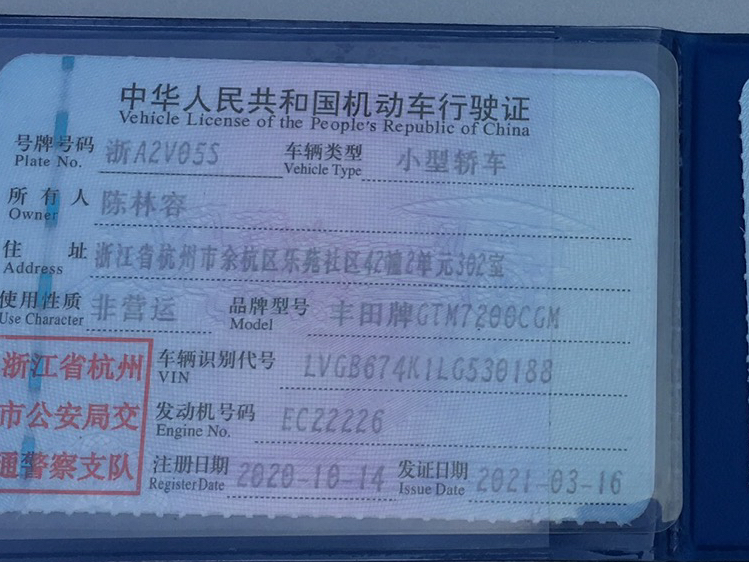 中华人民共和国机动车行驶证
Vehicle License of the People's Republic of China
号牌号码 浙A2V05S 车辆类型 小型轿车
Plate No. Vehicle Type
所有人 陈林容
Owner
住址 浙江省杭州市余杭区乐苑社区42幢2单元302室
Address
使用性质 非营运 品牌型号 丰田牌GTM7200CGM
Use Character Model
浙江省杭州
市公安局交
通警察支队
车辆识别代号 LVGB674K1LG530188
VIN
发动机号码 EC22226
Engine No.
注册日期 2020-10-14 发证日期 2021-03-16
Register Date Issue Date